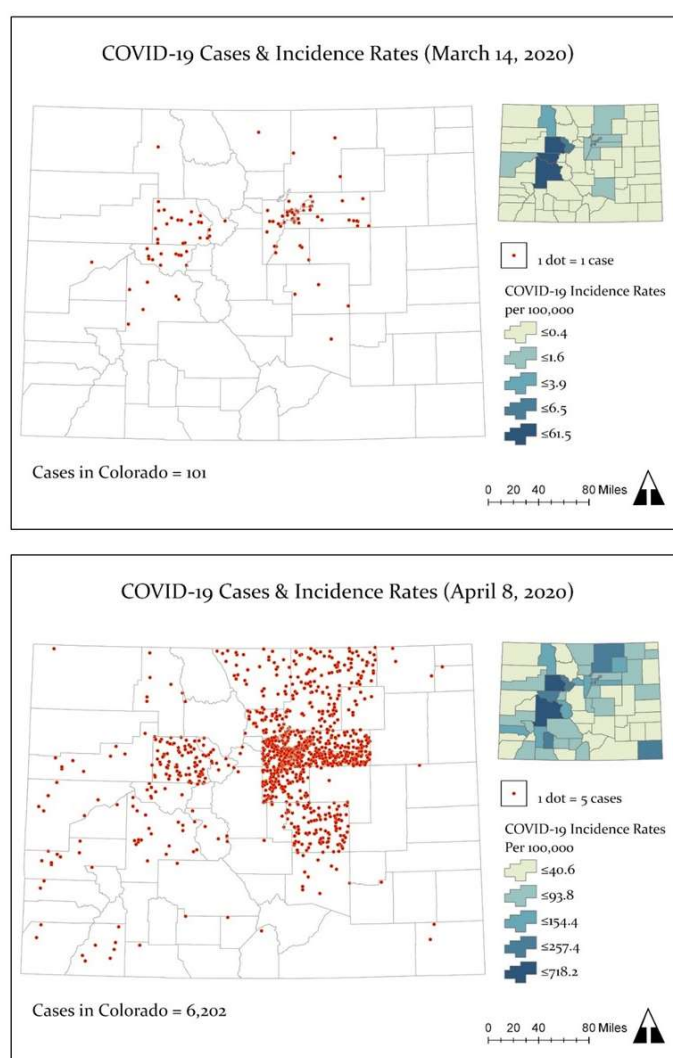 COVID-19 Cases & Incidence Rates (March 14, 2020)
1 dot = 1 case
COVID-19 Incidence Rates
per 100,000
≤0.4
≤1.6
≤3.9
≤6.5
≤61.5
Cases in Colorado = 101
0 20 40 80 Miles
COVID-19 Cases & Incidence Rates (April 8, 2020)
1 dot = 5 cases
COVID-19 Incidence Rates
Per 100,000
≤40.6
≤93.8
≤154.4
≤257.4
≤718.2
Cases in Colorado = 6,202
0 20 40 80 Miles